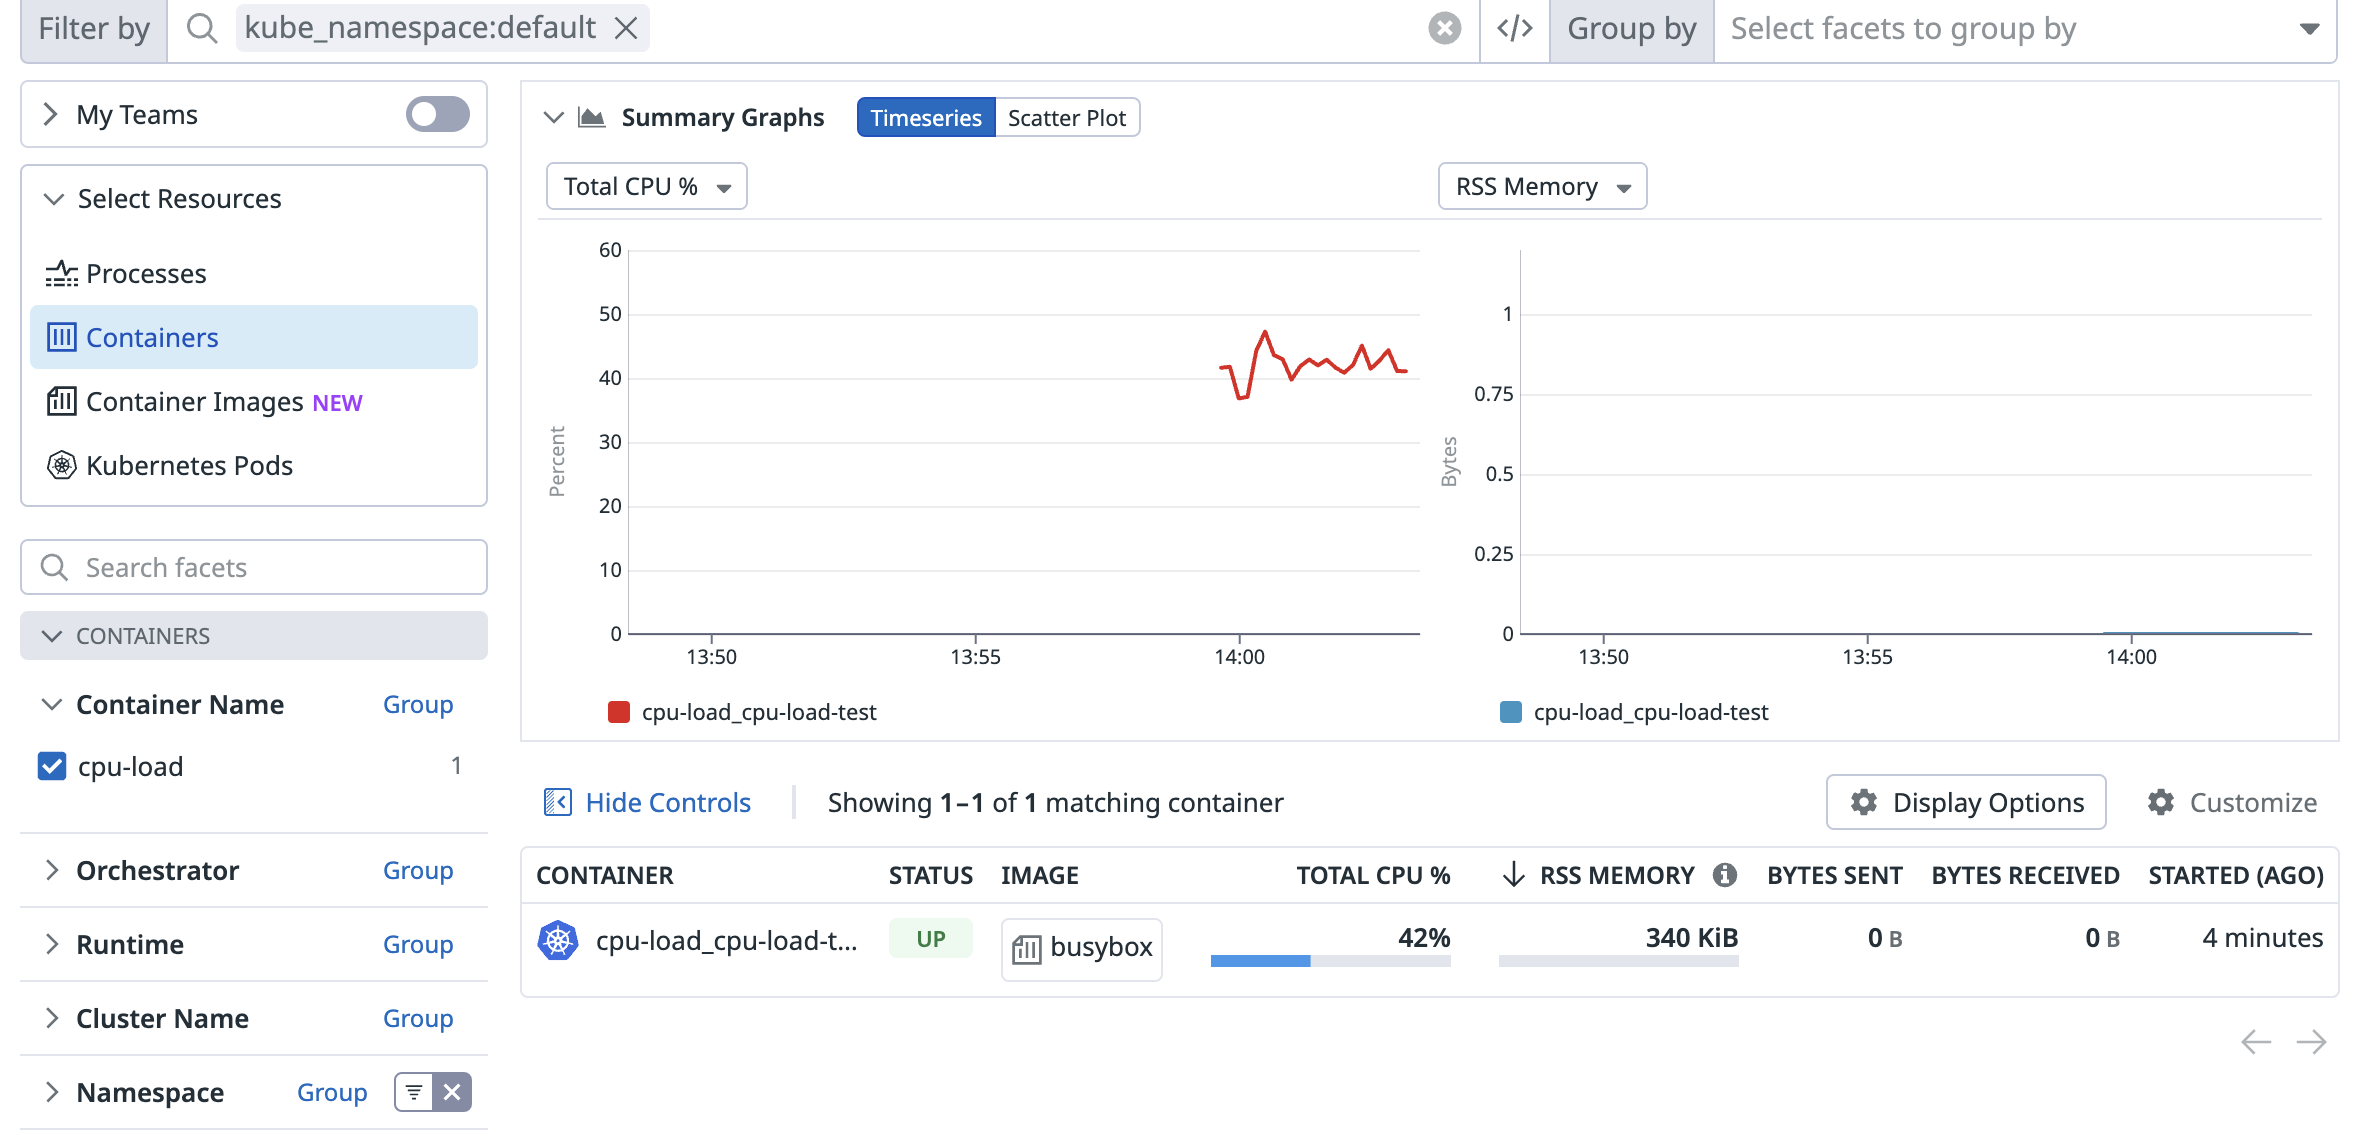 Filter by kube_namespace:default </> Group by Select facets to group by
My Teams
Select Resources
Processes
Containers
Container Images NEW
Kubernetes Pods
Search facets
CONTAINERS
Container Name Group
cpu-load 1
Orchestrator Group
Runtime Group
Cluster Name Group
Namespace Group
Summary Graphs Timeseries Scatter Plot
Total CPU %
60
50
40
30
20
10
0
Percent
13:50 13:55 14:00
cpu-load_cpu-load-test
RSS Memory
1
0.75
0.5
0.25
0
Bytes
13:50 13:55 14:00
cpu-load_cpu-load-test
Hide Controls Showing 1–1 of 1 matching container Display Options Customize
CONTAINER STATUS IMAGE TOTAL CPU % RSS MEMORY BYTES SENT BYTES RECEIVED STARTED (AGO)
cpu-load_cpu-load-t... UP busybox 42% 340 KiB 0 B 0 B 4 minutes